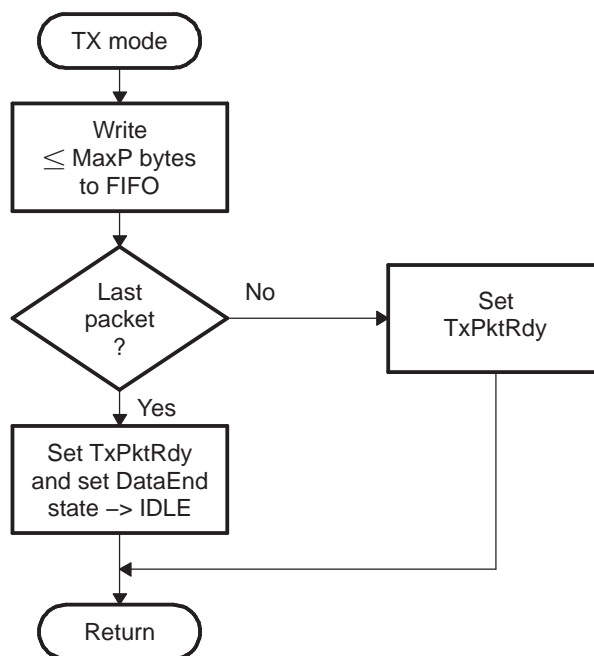 TX mode
Write
≤ MaxP bytes
to FIFO
Last
packet
?
No
Set
TxPktRdy
Yes
Set TxPktRdy
and set DataEnd
state −> IDLE
Return